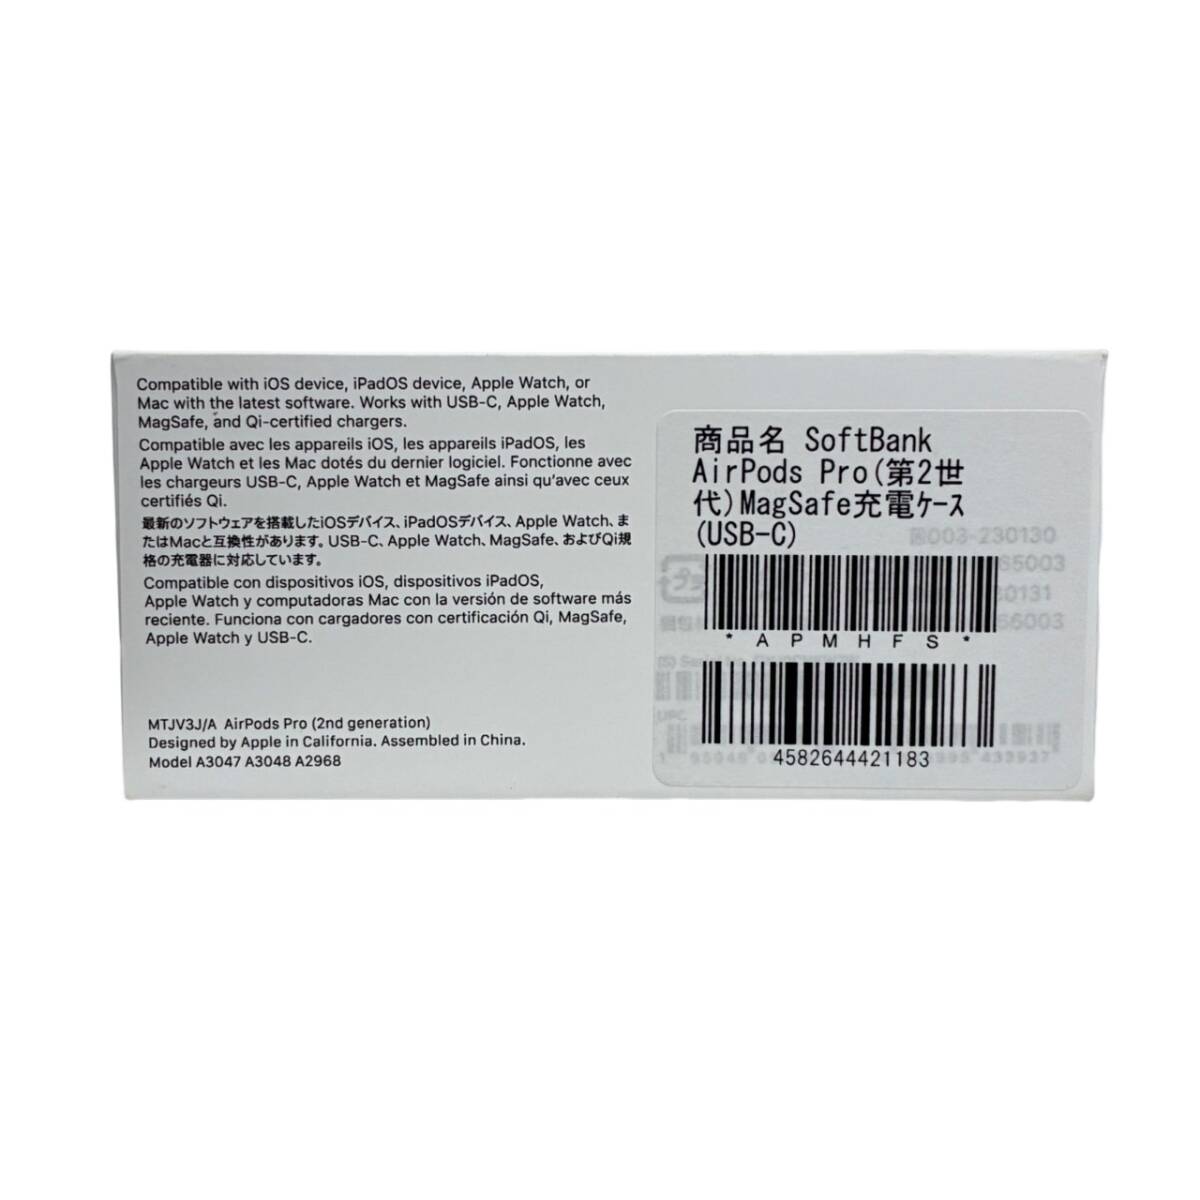 Compatible with iOS device, iPadOS device, Apple Watch, or
Mac with the latest software. Works with USB-C, Apple Watch,
MagSafe, and Qi-certified chargers.
Compatible avec les appareils iOS, les appareils iPadOS, les
Apple Watch et les Mac dotés du dernier logiciel. Fonctionne avec
les chargeurs USB-C, Apple Watch et MagSafe ainsi qu'avec ceux
certifiés Qi.
最新のソフトウェアを搭載したiOSデバイス、iPadOSデバイス、Apple Watch、ま
たはMacと互換性があります。USB-C、Apple Watch、MagSafe、およびQi規
格の充電器に対応しています。
Compatible con dispositivos iOS, dispositivos iPadOS,
Apple Watch y computadoras Mac con la versión de software más
reciente. Funciona con cargadores con certificación Qi, MagSafe,
Apple Watch y USB-C.
MTJV3J/A AirPods Pro (2nd generation)
Designed by Apple in California. Assembled in China.
Model A3047 A3048 A2968
商品名 SoftBank
AirPods Pro(第2世
代)MagSafe充電ｹｰｽ
(USB-C)
003-230130
*APMHFS*
UPC
4582644421183